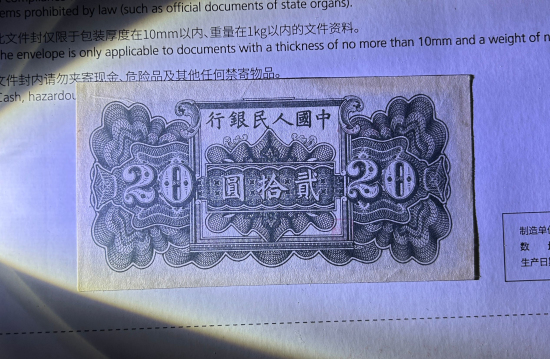 ems prohibited by law (such as official documents of state organs).
此文件封仅限于包装厚度在10mm以内、重量在1kg以内的文件资料。
he envelope is only applicable to documents with a thickness of no more than 10mm and a weight of n
文件封内请勿夹寄现金、危险品及其他任何禁寄物品。
Cash, hazardou
行銀民人國中
20
圓拾貳
20
制造单
数
生产日